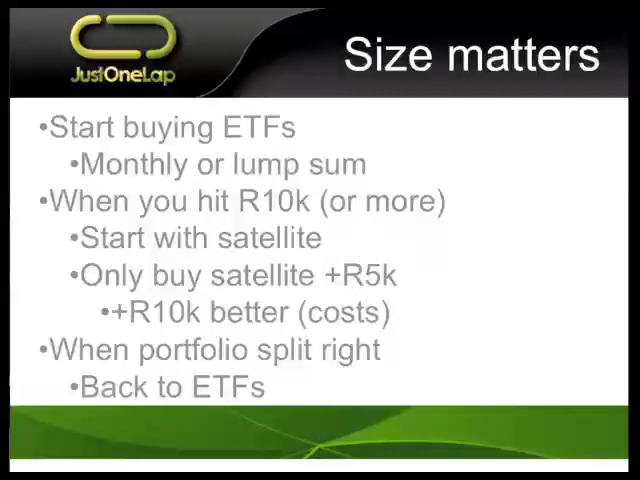 JustOneLap
Size matters
•Start buying ETFs
•Monthly or lump sum
•When you hit R10k (or more)
•Start with satellite
•Only buy satellite +R5k
•+R10k better (costs)
•When portfolio split right
•Back to ETFs